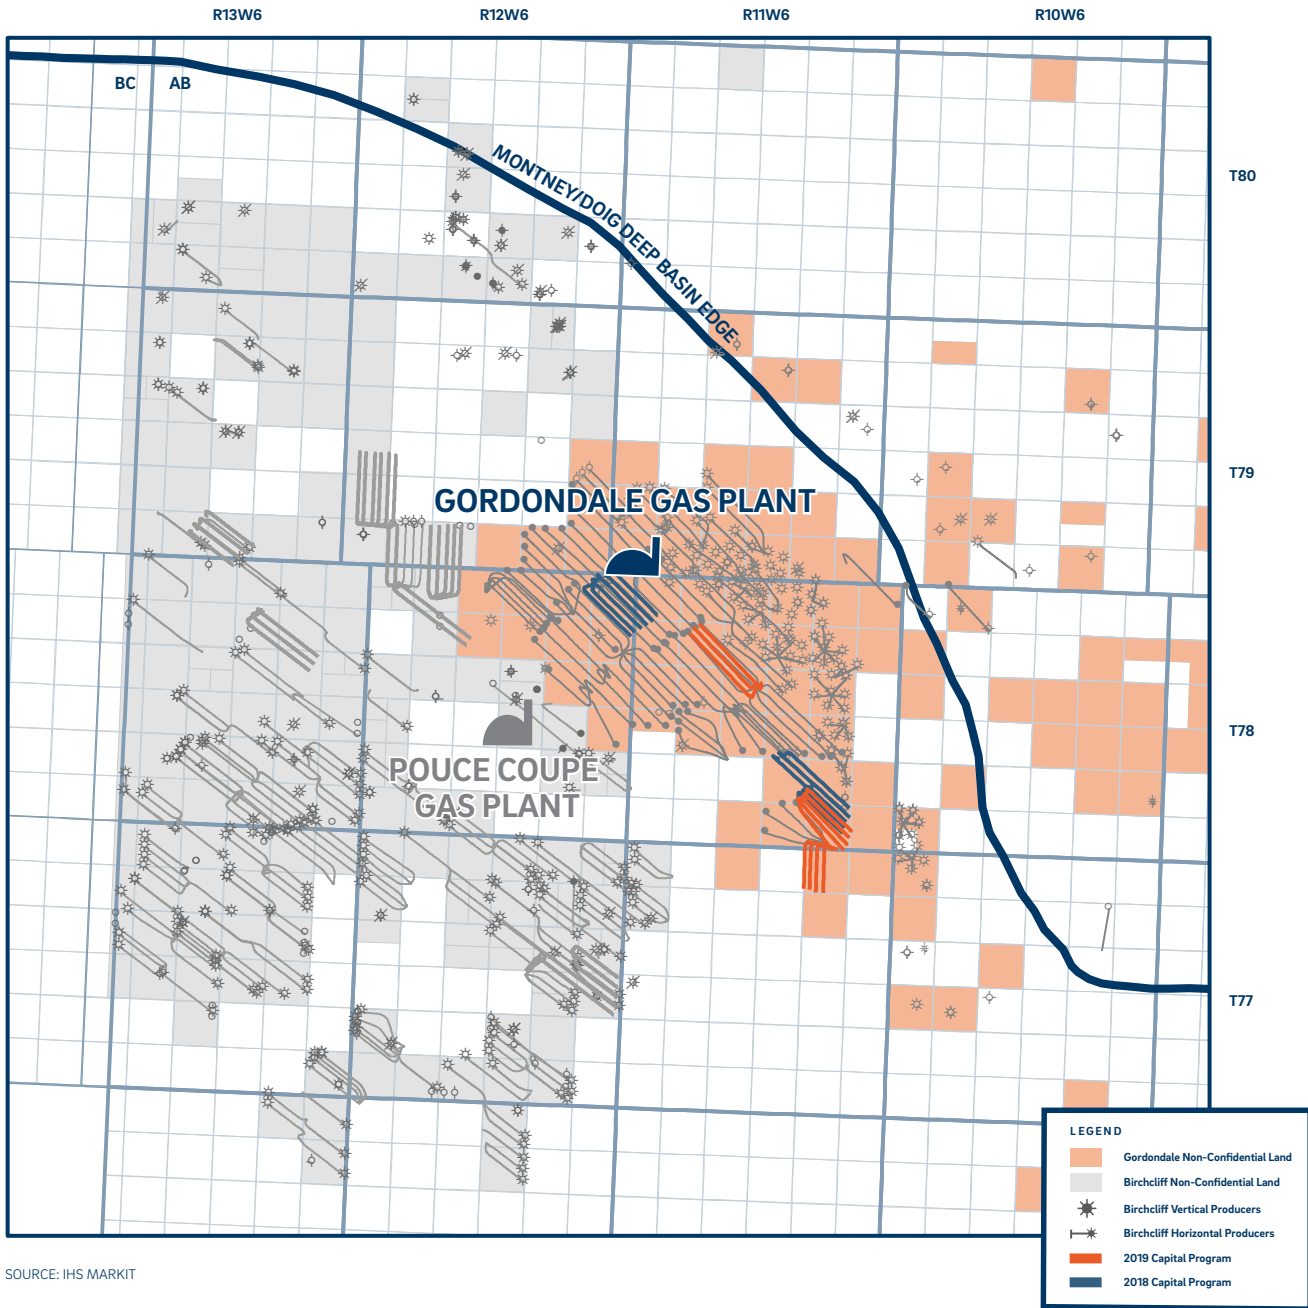 R13W6
R12W6
R11W6
R10W6
BC
AB
MONTNEY/DOIG DEEP BASIN EDGE
T80
T79
GORDONDALE GAS PLANT
T78
POUCE COUPE
GAS PLANT
T77
LEGEND
Gordondale Non-Confidential Land
Birchcliff Non-Confidential Land
Birchcliff Vertical Producers
Birchcliff Horizontal Producers
2019 Capital Program
2018 Capital Program
SOURCE: IHS MARKIT